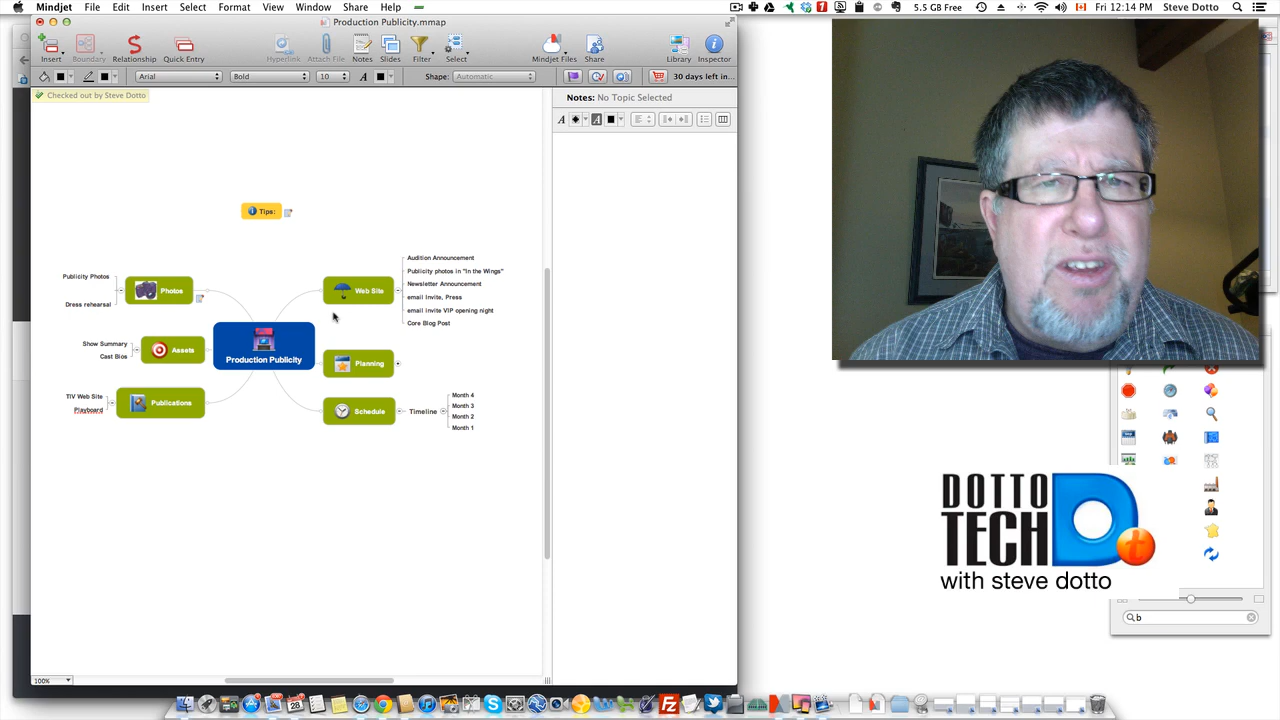 Mindjet File Edit Insert Select Format View Window Share Help
5.5 GB Free Fri Dec 13 12:14 PM Steve Dotto
Production Publicity.mmap
Insert Boundary Relationship Quick Entry Hyperlink Attach File Notes Slides Filter Select Mindjet Files Share Library Inspector
Arial Bold 10 A Shape: Automatic 30 days left in...
Checked out by Steve Dotto
Notes: No Topic Selected
Tips:
Audition Announcement
Publicity photos in "In the Wings"
Newsletter Announcement
email Invite, Press
email invite VIP opening night
Core Blog Post
Web Site
Publicity Photos
Dress rehearsal
Photos
Production Publicity
Show Summary
Cast Bios
Assets
Planning
TIV Web Site
Playboard
Publications
Schedule
Timeline
Month 4
Month 3
Month 2
Month 1
DOTTO
TECH
with steve dotto
b
100%